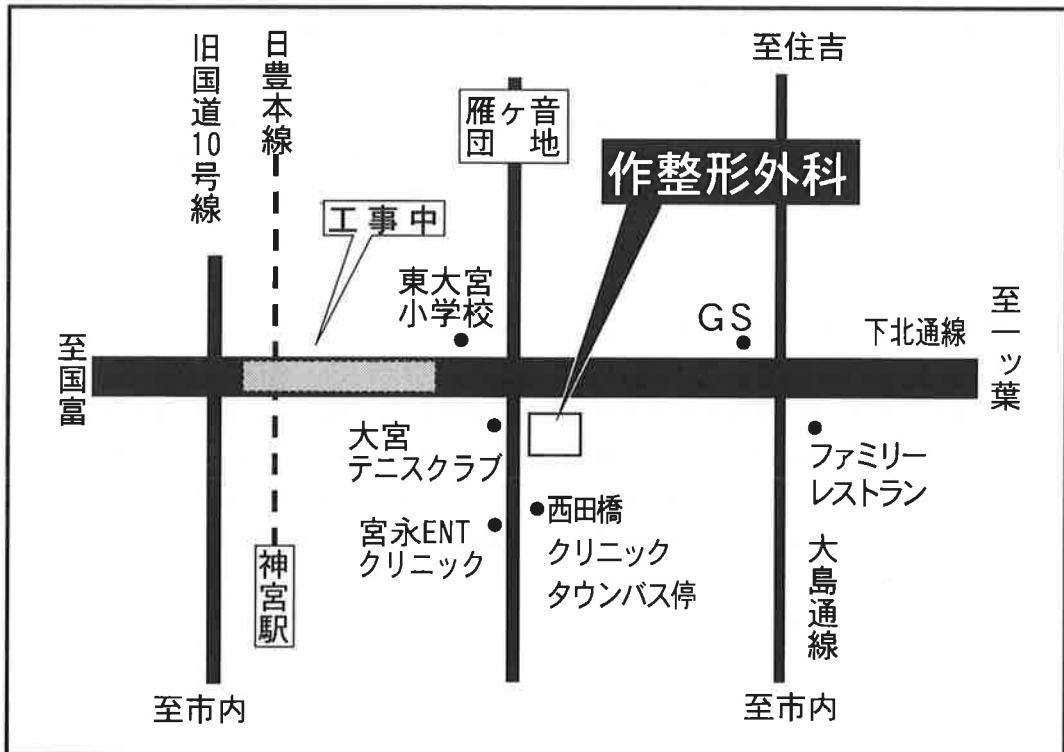 旧国道10号線
日豊本線
雁ヶ音
団地
至住吉
作整形外科
工事中
東大宮
小学校
GS
下北通線
至一ッ葉
至国富
大宮
テニスクラブ
ファミリー
レストラン
宮永ENT
クリニック
西田橋
クリニック
タウンバス停
神宮駅
大島通線
至市内
至市内